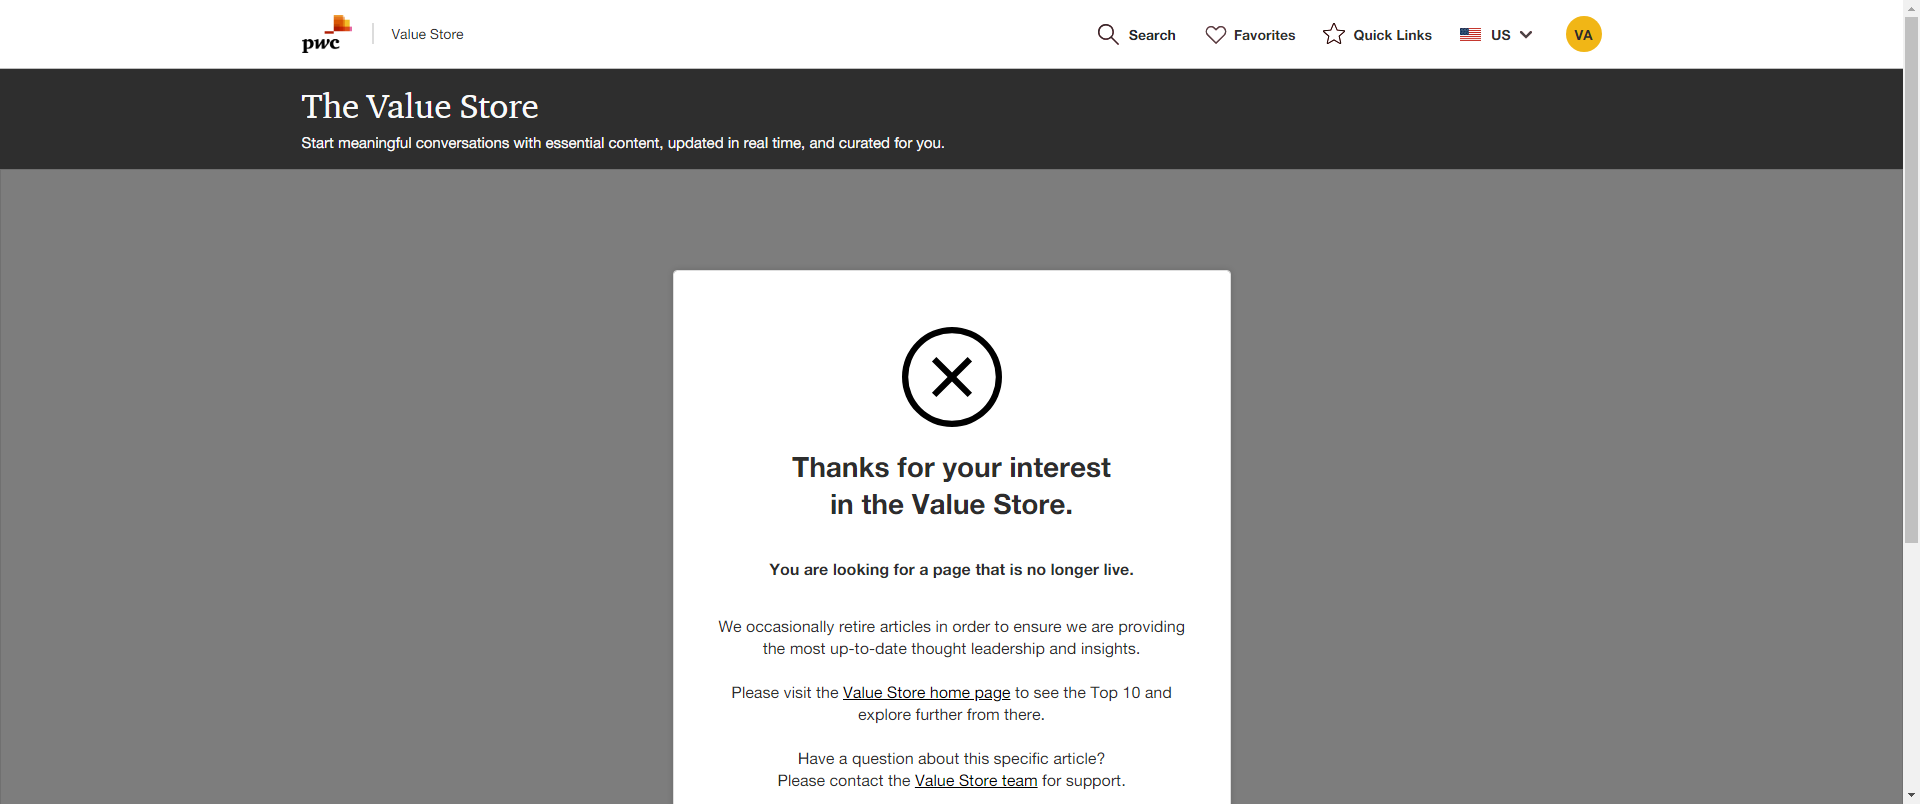 pwc
Value Store
Search
Favorites
Quick Links
US
VA
The Value Store
Start meaningful conversations with essential content, updated in real time, and curated for you.
Thanks for your interest
in the Value Store.
You are looking for a page that is no longer live.
We occasionally retire articles in order to ensure we are providing
the most up-to-date thought leadership and insights.
Please visit the Value Store home page to see the Top 10 and
explore further from there.
Have a question about this specific article?
Please contact the Value Store team for support.